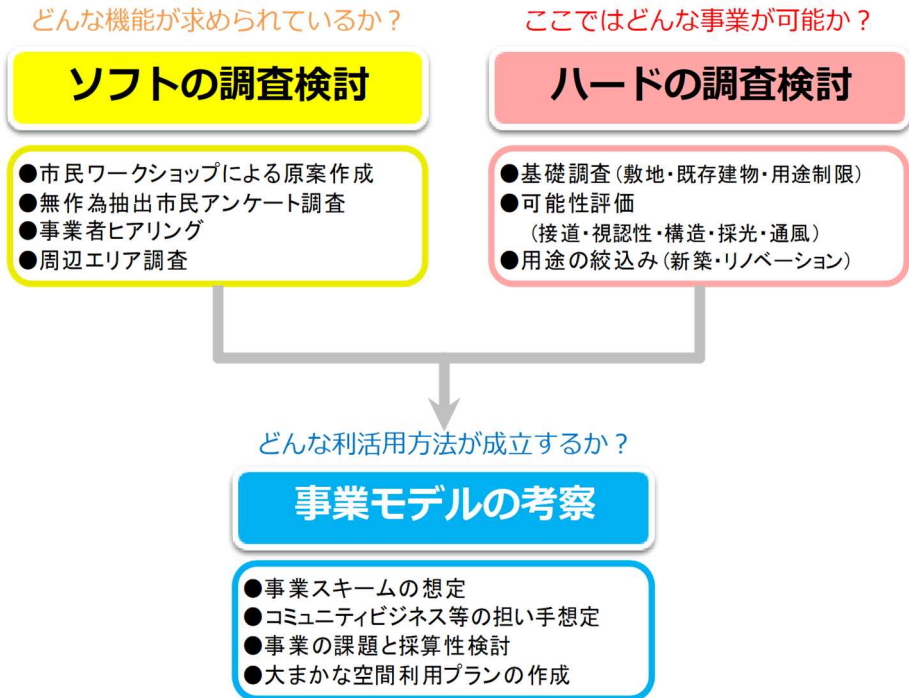 どんな機能が求められているか？
ソフトの調査検討
●市民ワークショップによる原案作成
●無作為抽出市民アンケート調査
●事業者ヒアリング
●周辺エリア調査
ここではどんな事業が可能か？
ハードの調査検討
●基礎調査(敷地・既存建物・用途制限)
●可能性評価
(接道・視認性・構造・採光・通風)
●用途の絞込み(新築・リノベーション)
どんな利活用方法が成立するか？
事業モデルの考察
●事業スキームの想定
●コミュニティビジネス等の担い手想定
●事業の課題と採算性検討
●大まかな空間利用プランの作成